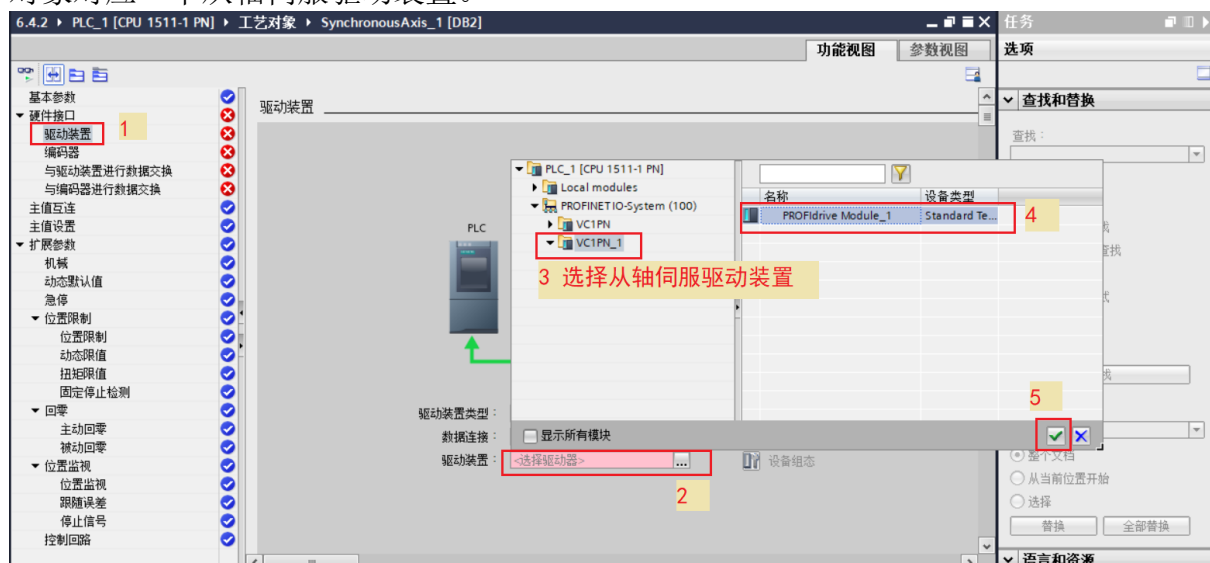 6.4.2 ▸ PLC_1 [CPU 1511-1 PN] ▸ 工艺对象 ▸ SynchronousAxis_1 [DB2]
任务
功能视图
参数视图
选项
基本参数
硬件接口
驱动装置
1
编码器
与驱动装置进行数据交换
与编码器进行数据交换
主值互连
主值设置
扩展参数
机械
动态默认值
急停
位置限制
位置限制
动态限值
扭矩限值
固定停止检测
回零
主动回零
被动回零
位置监视
位置监视
跟随误差
停止信号
控制回路
驱动装置
PLC
PLC_1 [CPU 1511-1 PN]
Local modules
PROFINET IO-System (100)
VC1PN
VC1PN_1
3 选择从轴伺服驱动装置
名称
设备类型
PROFIdrive Module_1
Standard Te...
4
5
显示所有模块
驱动装置类型：
数据连接：
驱动装置：
<选择驱动器>
...
设备组态
2
查找和替换
查找：
整个文档
从当前位置开始
选择
替换
全部替换
语言和资源